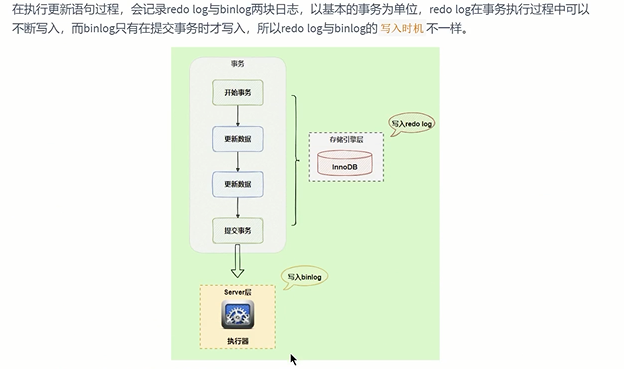 在执行更新语句过程，会记录redo log与binlog两块日志，以基本的事务为单位，redo log在事务执行过程中可以
不断写入，而binlog只有在提交事务时才写入，所以redo log与binlog的 写入时机 不一样。
事务
开始事务
更新数据
更新数据
提交事务
写入redo log
存储引擎层
InnoDB
写入binlog
Server层
执行器